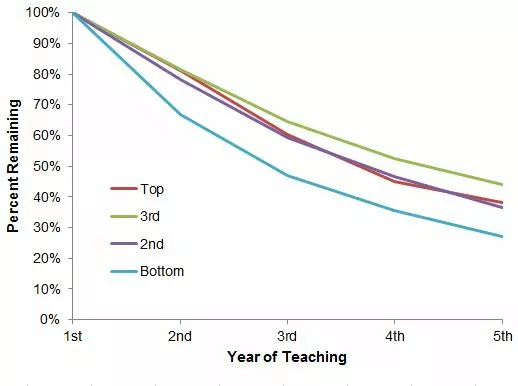 100%
90%
80%
70%
60%
50%
40%
30%
20%
10%
0%
Percent Remaining
Top
3rd
2nd
Bottom
1st 2nd 3rd 4th 5th
Year of Teaching